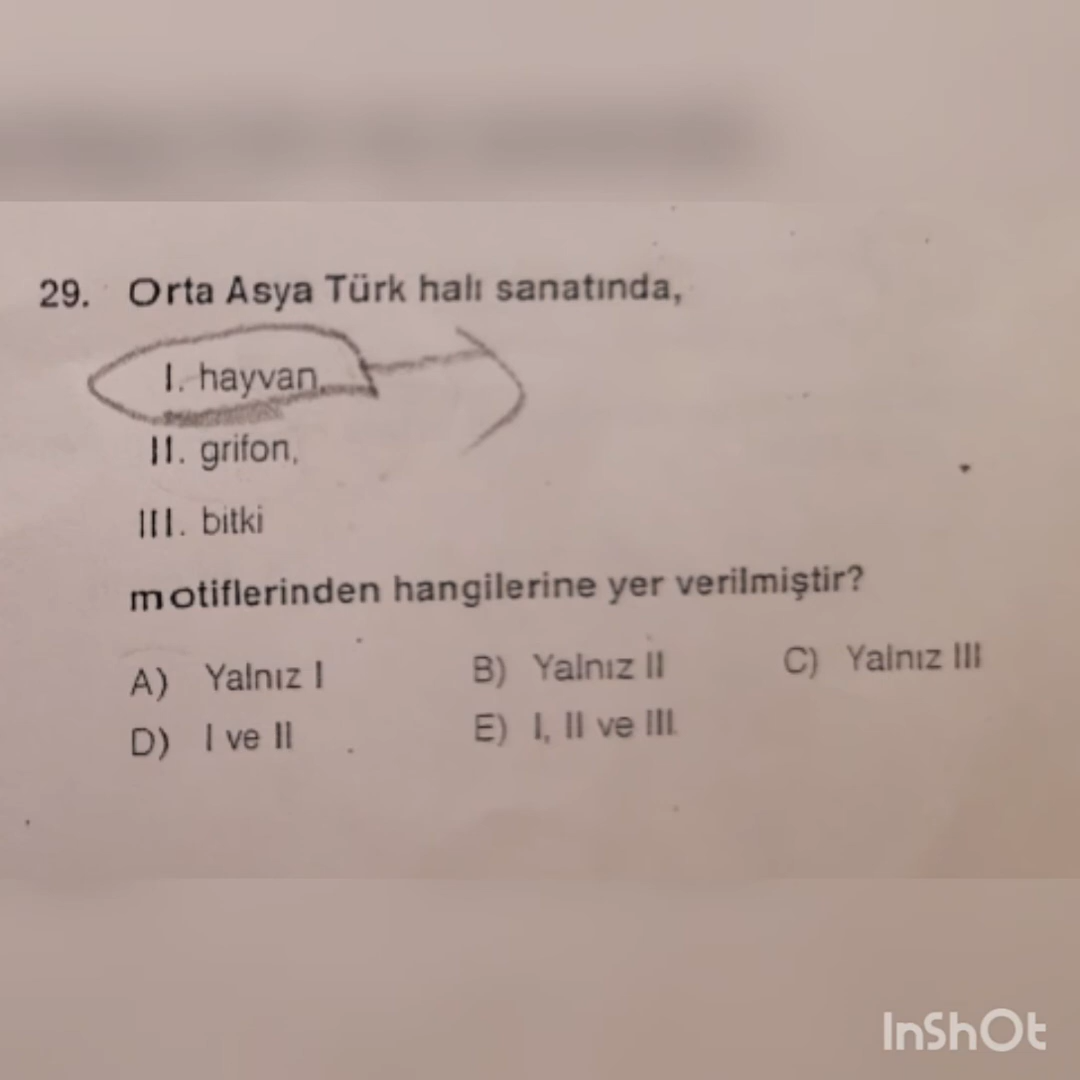 29. Orta Asya Türk halı sanatında,
I. hayvan,
II. grifon,
III. bitki
motiflerinden hangilerine yer verilmiştir?
A) Yalnız I B) Yalnız II C) Yalnız III
D) I ve II E) I, II ve III
InShOt